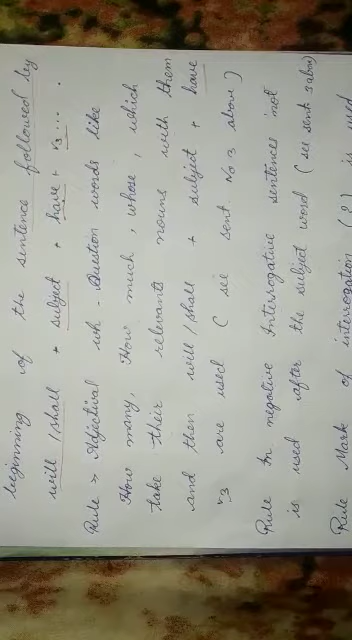 beginning of the sentence followed by
will / shall + subject + have + v3 .....
Rule » Adjectival wh - Question words like
How many, How much, whose, which
take their relevants nouns with them
and then will / shall + subject + have
v3 are used ( see sent. No 3 above )
Rule In negative Interrogative sentences not
is used after the subject word ( see sent 3 above)
Rule Mark of interrogation ( ? ) is used